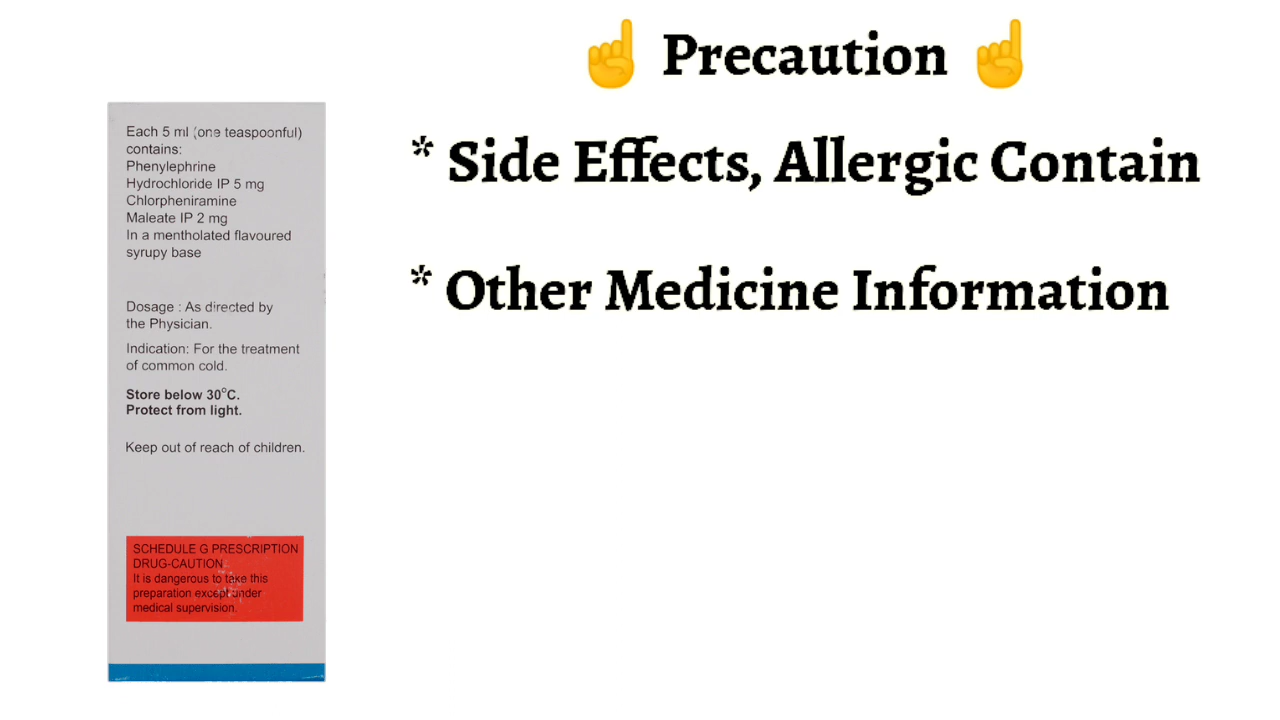 ☝ Precaution ☝
* Side Effects, Allergic Contain
* Other Medicine Information
Each 5 ml (one teaspoonful)
contains:
Phenylephrine
Hydrochloride IP 5 mg
Chlorpheniramine
Maleate IP 2 mg
In a mentholated flavoured
syrupy base
Dosage : As directed by
the Physician.
Indication: For the treatment
of common cold.
Store below 30°C.
Protect from light.
Keep out of reach of children.
SCHEDULE G PRESCRIPTION
DRUG-CAUTION
It is dangerous to take this
preparation except under
medical supervision.